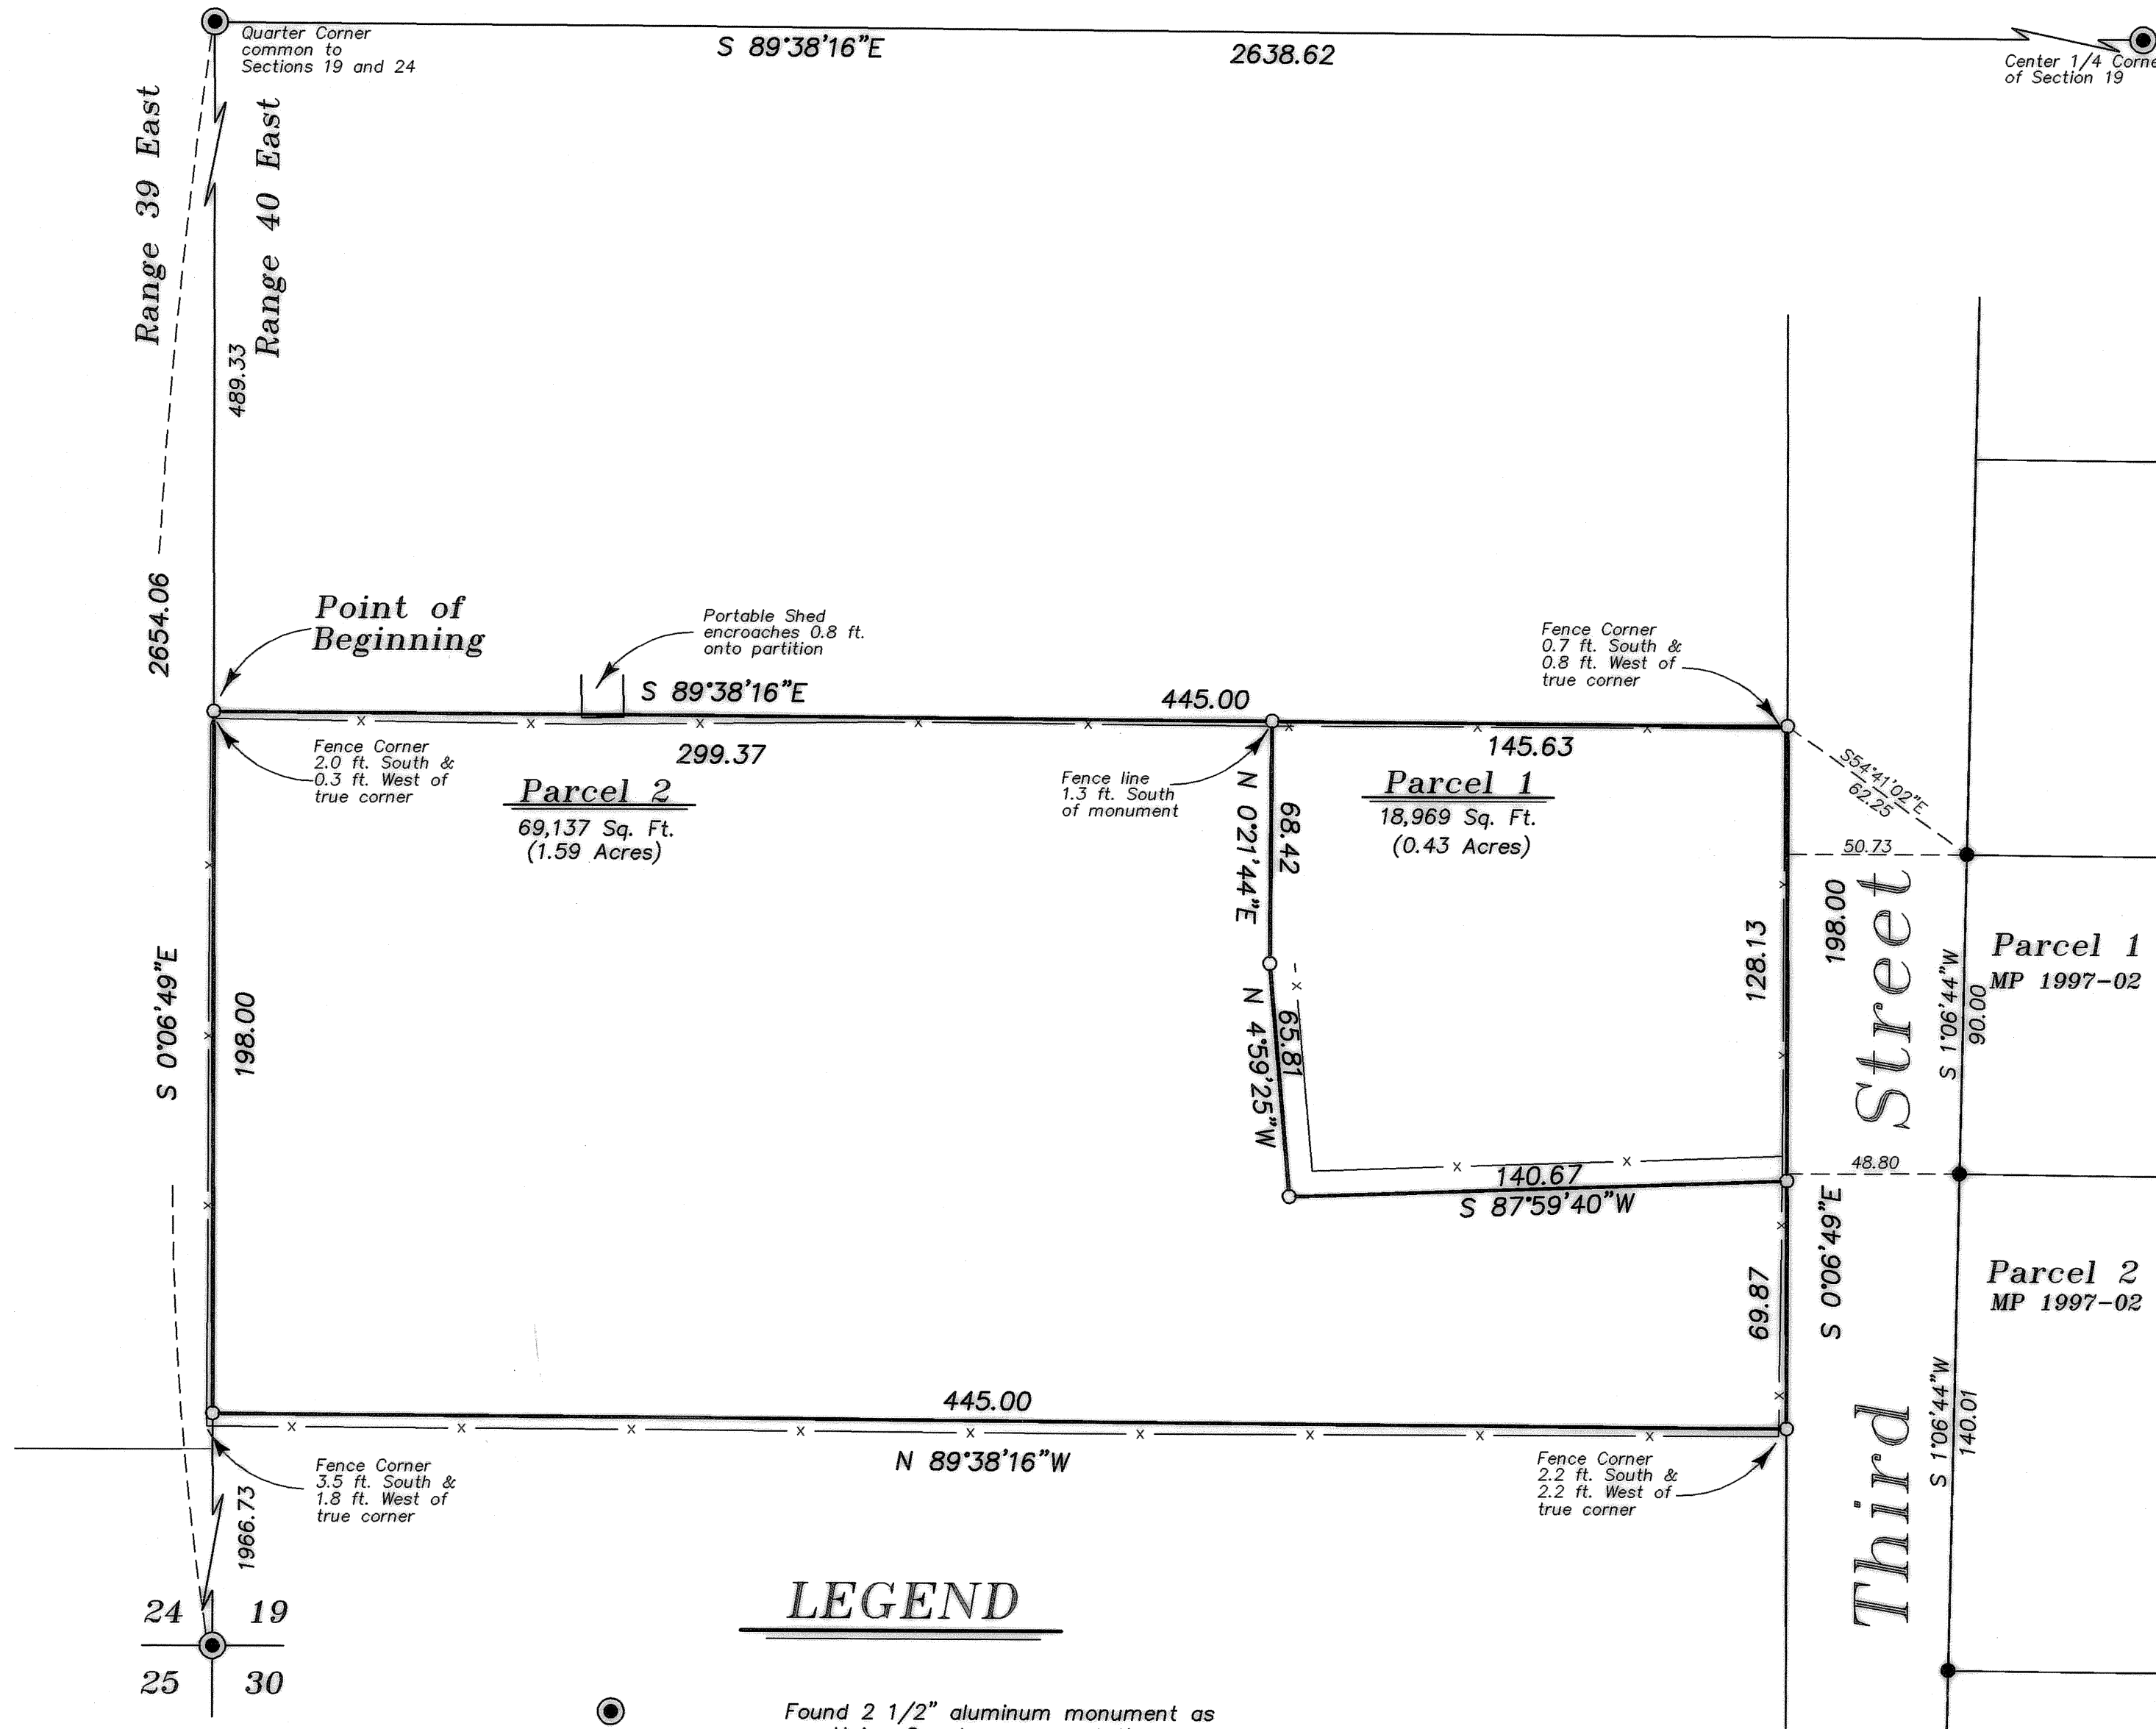 Quarter Corner
common to
Sections 19 and 24
S 89°38'16"E
2638.62
Center 1/4 Corne
of Section 19
Range 39 East
Range 40 East
489.33
2654.06
Point of
Beginning
Portable Shed
encroaches 0.8 ft.
onto partition
Fence Corner
0.7 ft. South &
0.8 ft. West of
true corner
S 89°38'16"E
445.00
299.37
145.63
Fence Corner
2.0 ft. South &
0.3 ft. West of
true corner
Parcel 2
69,137 Sq. Ft.
(1.59 Acres)
Fence line
1.3 ft. South
of monument
Parcel 1
18,969 Sq. Ft.
(0.43 Acres)
N 0°21'44"E
68.42
S54°41'02"E
62.25
50.73
198.00
128.13
Parcel 1
MP 1997-02
S 1°06'44"W
90.00
S 0°06'49"E
198.00
N 4°59'25"W
65.81
140.67
S 87°59'40"W
48.80
Third Street
S 0°06'49"E
69.87
Parcel 2
MP 1997-02
S 1°06'44"W
140.01
445.00
N 89°38'16"W
Fence Corner
3.5 ft. South &
1.8 ft. West of
true corner
Fence Corner
2.2 ft. South &
2.2 ft. West of
true corner
1966.73
24 19
25 30
LEGEND
Found 2 1/2" aluminum monument as